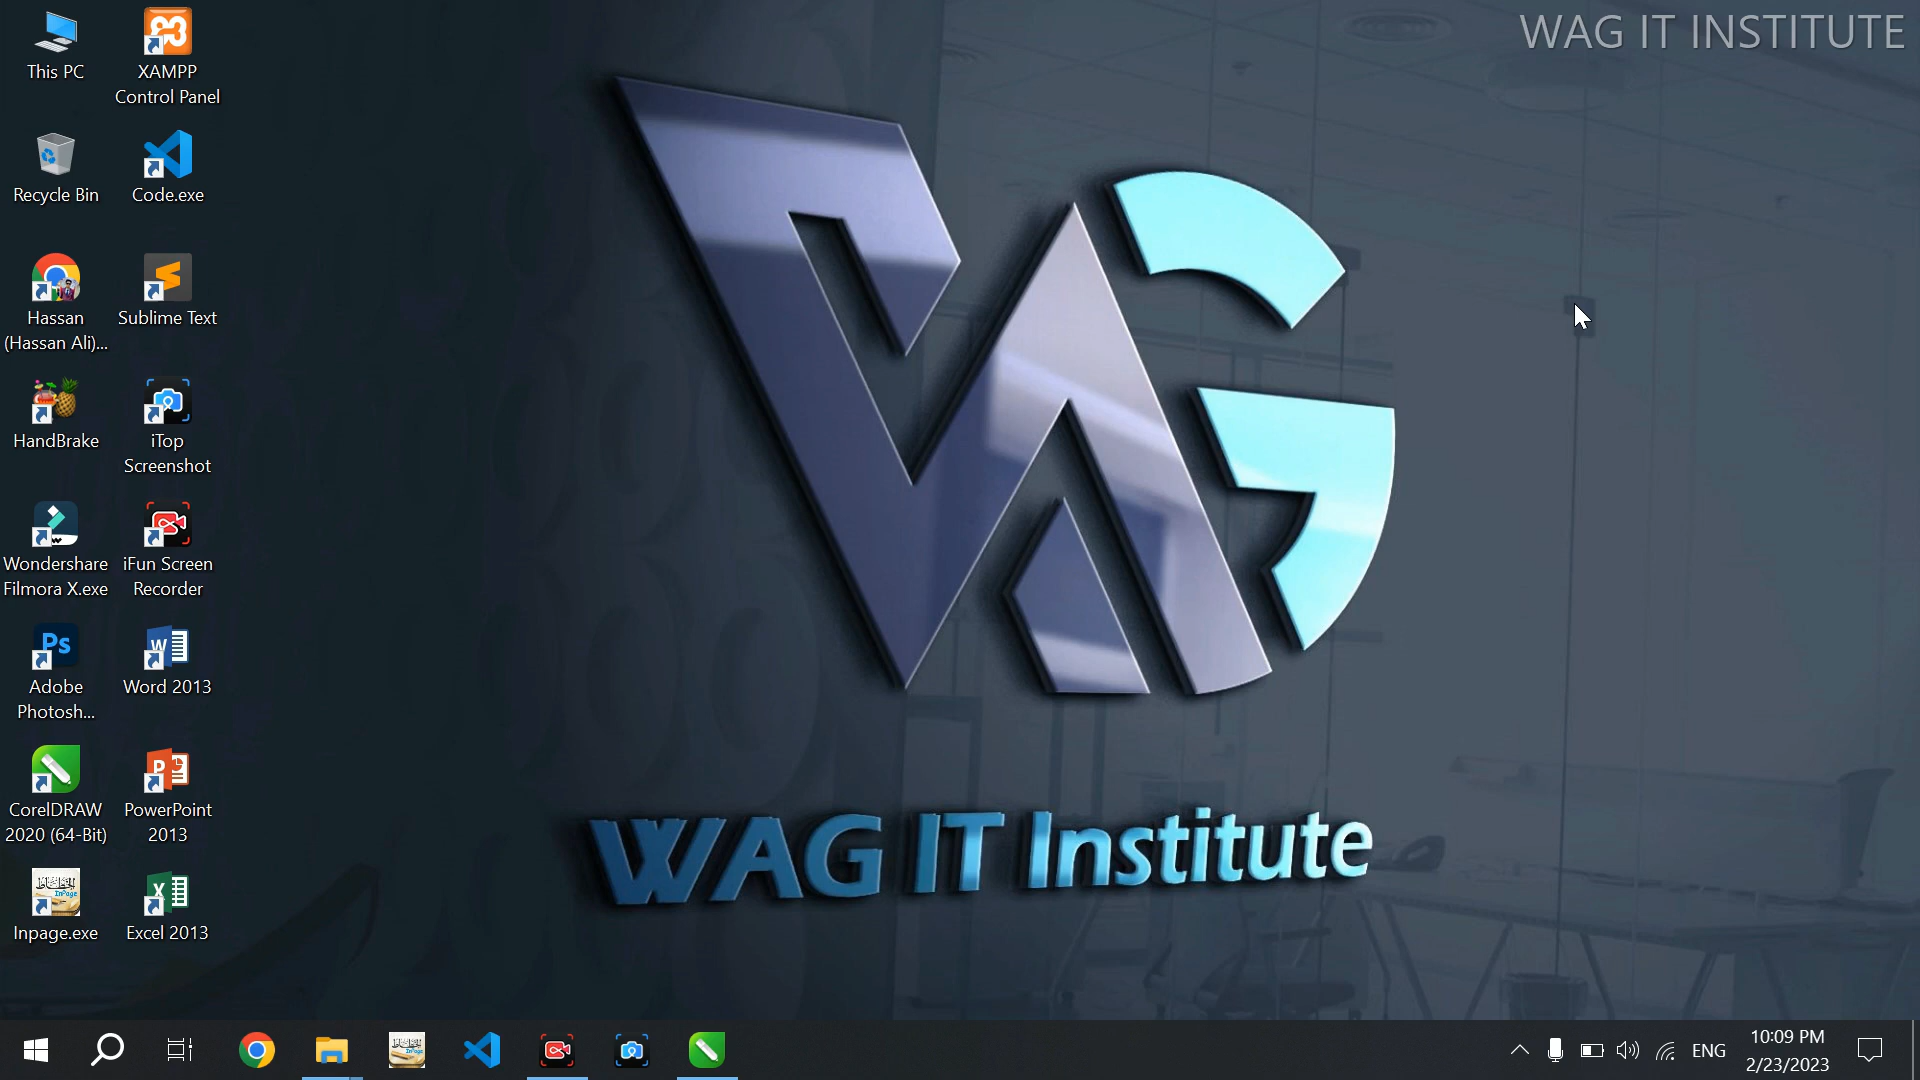 WAG IT INSTITUTE
This PC
XAMPP
Control Panel
Recycle Bin
Code.exe
Hassan
(Hassan Ali)...
Sublime Text
HandBrake
iTop
Screenshot
Wondershare
Filmora X.exe
iFun Screen
Recorder
Ps
Adobe
Photosh...
Word 2013
CorelDRAW
2020 (64-Bit)
PowerPoint
2013
Inpage.exe
Excel 2013
WAG IT Institute
ENG
10:09 PM
2/23/2023